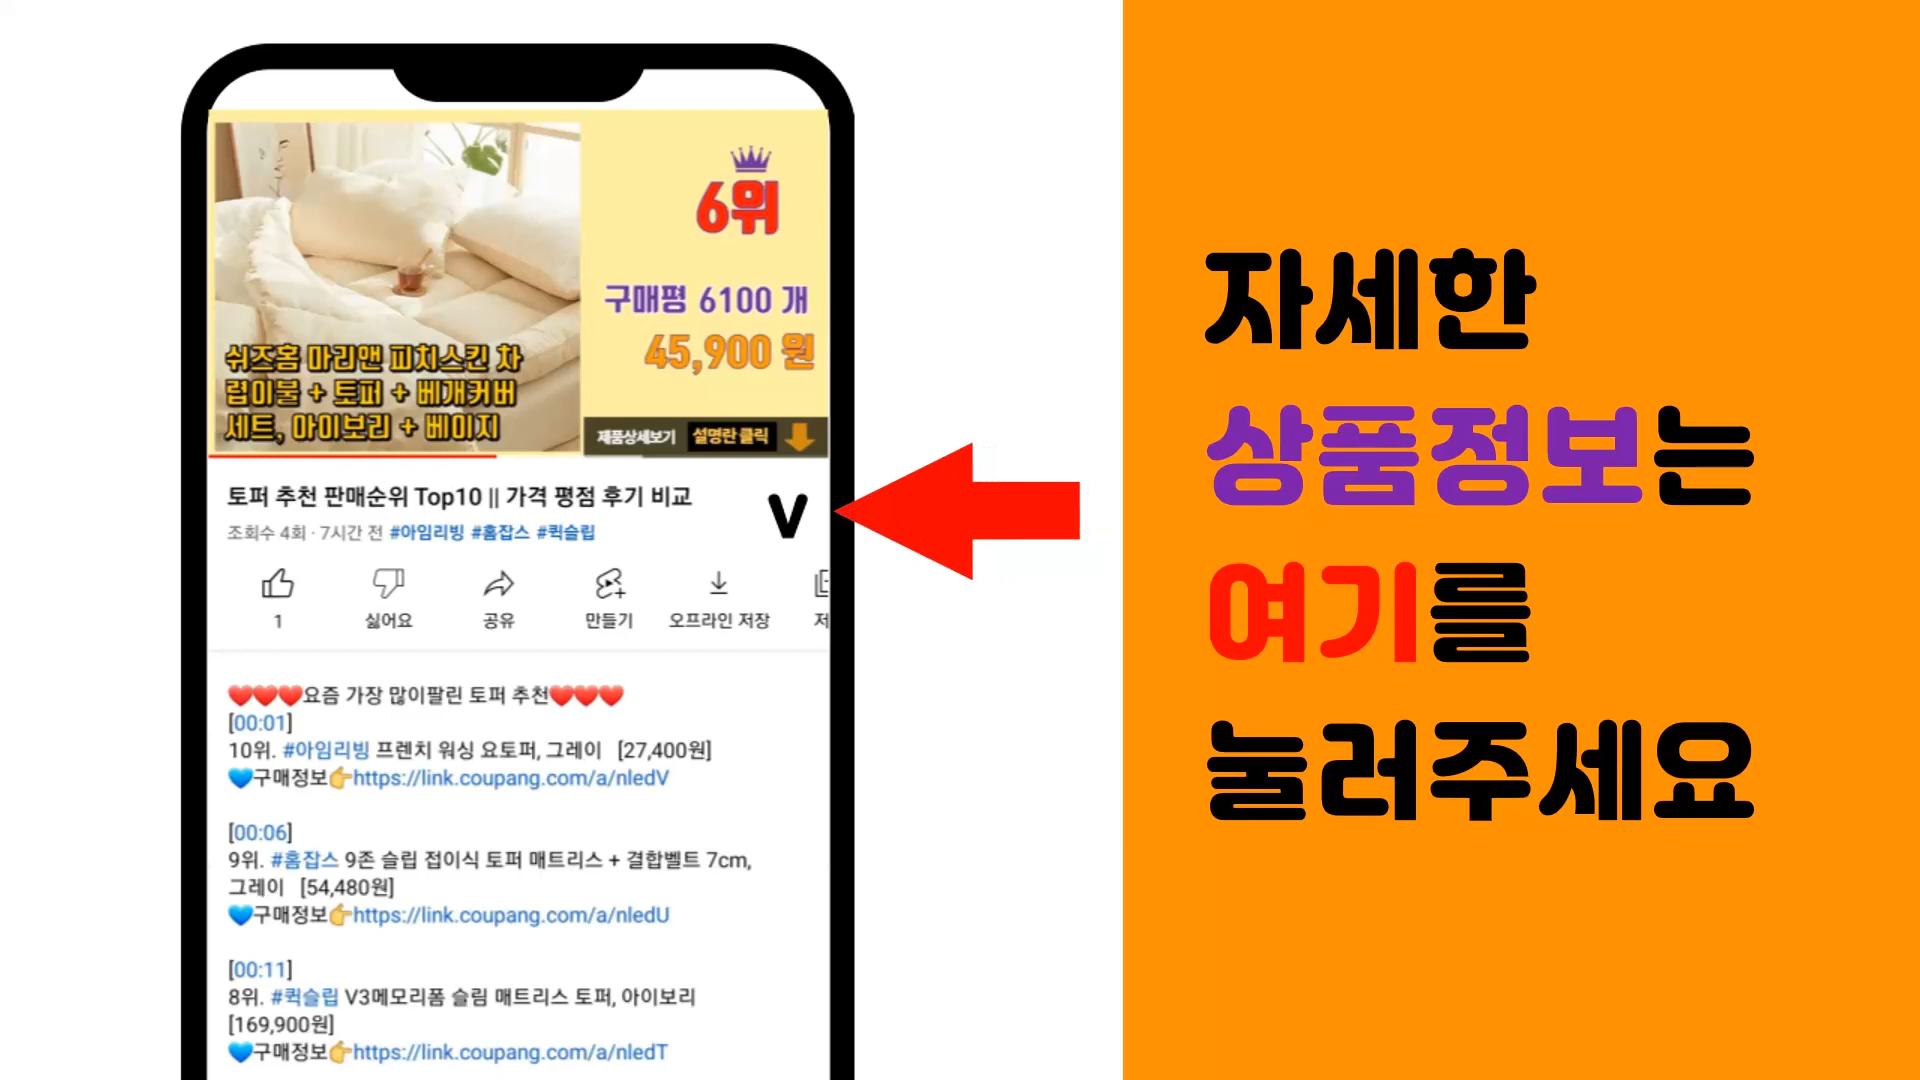 6위
구매평 6100 개
45,900 원
쉬즈홈 마리앤 피치스킨 차
렵이불 + 토퍼 + 베개커버
세트, 아이보리 + 베이지
제품상세보기 설명란 클릭
토퍼 추천 판매순위 Top10 || 가격 평점 후기 비교
조회수 4회 · 7시간 전 #아임리빙 #홈잡스 #퀵슬립
V
1 싫어요 공유 만들기 오프라인 저장 저
❤️❤️❤️요즘 가장 많이팔린 토퍼 추천❤️❤️❤️
[00:01]
10위. #아임리빙 프렌치 워싱 요토퍼, 그레이 [27,400원]
💙구매정보👉https://link.coupang.com/a/nledV
[00:06]
9위. #홈잡스 9존 슬립 접이식 토퍼 매트리스 + 결합벨트 7cm,
그레이 [54,480원]
💙구매정보👉https://link.coupang.com/a/nledU
[00:11]
8위. #퀵슬립 V3메모리폼 슬림 매트리스 토퍼, 아이보리
[169,900원]
💙구매정보👉https://link.coupang.com/a/nledT
자세한
상품정보는
여기를
눌러주세요